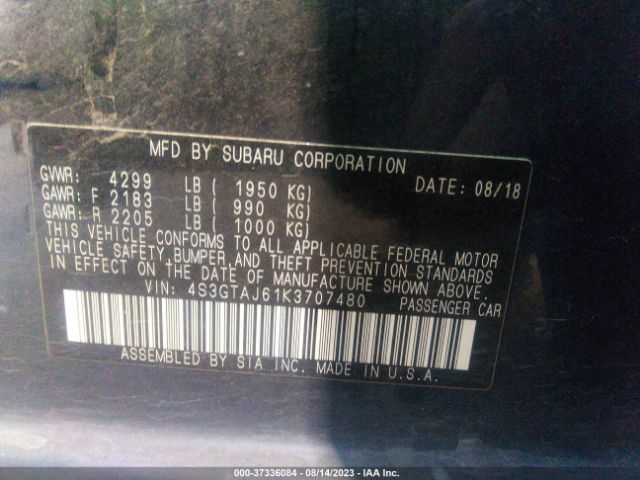 MFD BY SUBARU CORPORATION
GVWR: 4299 LB ( 1950 KG) DATE: 08/18
GAWR: F 2183 LB ( 990 KG)
GAWR: R 2205 LB ( 1000 KG)
THIS VEHICLE CONFORMS TO ALL APPLICABLE FEDERAL MOTOR
VEHICLE SAFETY, BUMPER, AND THEFT PREVENTION STANDARDS
IN EFFECT ON THE DATE OF MANUFACTURE SHOWN ABOVE.
VIN: 4S3GTAJ61K3707480 PASSENGER CAR
ASSEMBLED BY SIA INC. MADE IN U.S.A.
000-37336084 - 08/14/2023 - IAA Inc.